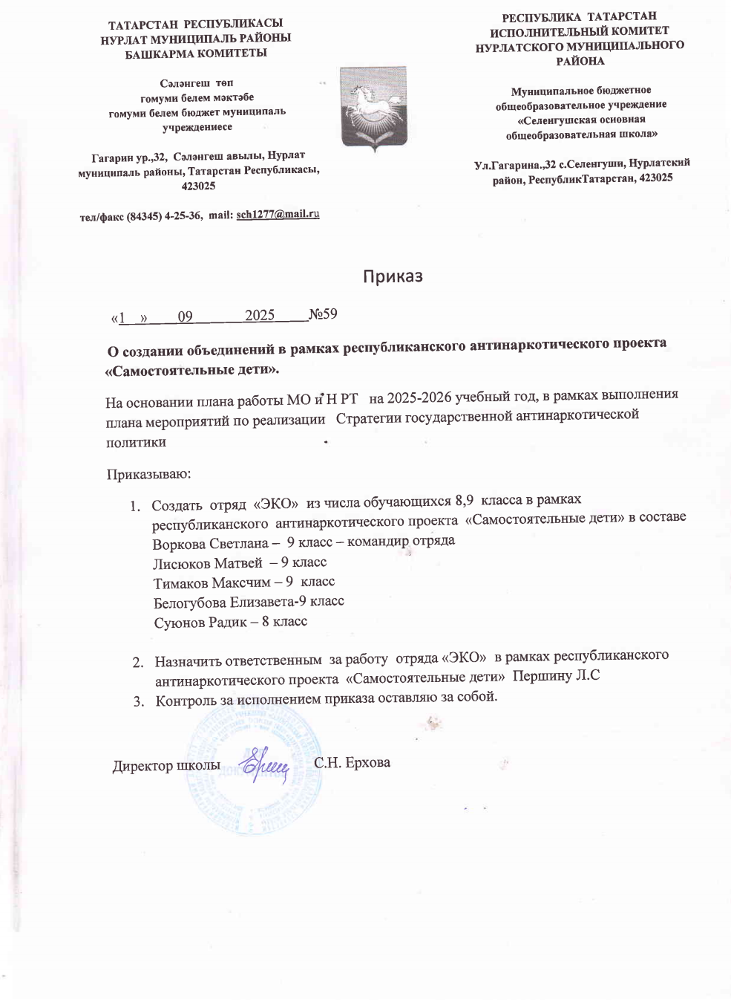 ТАТАРСТАН РЕСПУБЛИКАСЫ
НУРЛАТ МУНИЦИПАЛЬ РАЙОНЫ
БАШКАРМА КОМИТЕТЫ
Сәләнгеш төп
гомуми белем мәктәбе
гомуми белем бюджет муниципаль
учреждениесе
Гагарин ур.,32, Сәләнгеш авылы, Нурлат
муниципаль районы, Татарстан Республикасы,
423025
тел/факс (84345) 4-25-36, mail: sch1277@mail.ru
РЕСПУБЛИКА ТАТАРСТАН
ИСПОЛНИТЕЛЬНЫЙ КОМИТЕТ
НУРЛАТСКОГО МУНИЦИПАЛЬНОГО
РАЙОНА
Муниципальное бюджетное
общеобразовательное учреждение
«Селенгушская основная
общеобразовательная школа»
Ул.Гагарина.,32 с.Селенгуши, Нурлатский
район, РеспубликТатарстан, 423025
Приказ
«1 » 09 2025 №59
О создании объединений в рамках республиканского антинаркотического проекта
«Самостоятельные дети».
На основании плана работы МО и Н РТ на 2025-2026 учебный год, в рамках выполнения
плана мероприятий по реализации Стратегии государственной антинаркотической
политики
Приказываю:
1. Создать отряд «ЭКО» из числа обучающихся 8,9 класса в рамках
республиканского антинаркотического проекта «Самостоятельные дети» в составе
Воркова Светлана – 9 класс – командир отряда
Лисюков Матвей – 9 класс
Тимаков Максчим – 9 класс
Белогубова Елизавета-9 класс
Суюнов Радик – 8 класс
2. Назначить ответственным за работу отряда «ЭКО» в рамках республиканского
антинаркотического проекта «Самостоятельные дети» Першину Л.С
3. Контроль за исполнением приказа оставляю за собой.
Директор школы С.Н. Ерхова
ДЛЯ
ДОКУМЕНТОВ